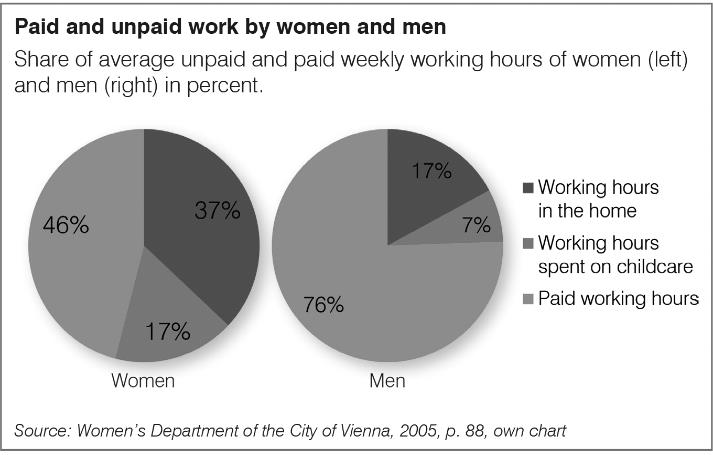 Paid and unpaid work by women and men
Share of average unpaid and paid weekly working hours of women (left)
and men (right) in percent.
46%
37%
17%
Women
17%
7%
76%
Men
Working hours
in the home
Working hours
spent on childcare
Paid working hours
Source: Women's Department of the City of Vienna, 2005, p. 88, own chart